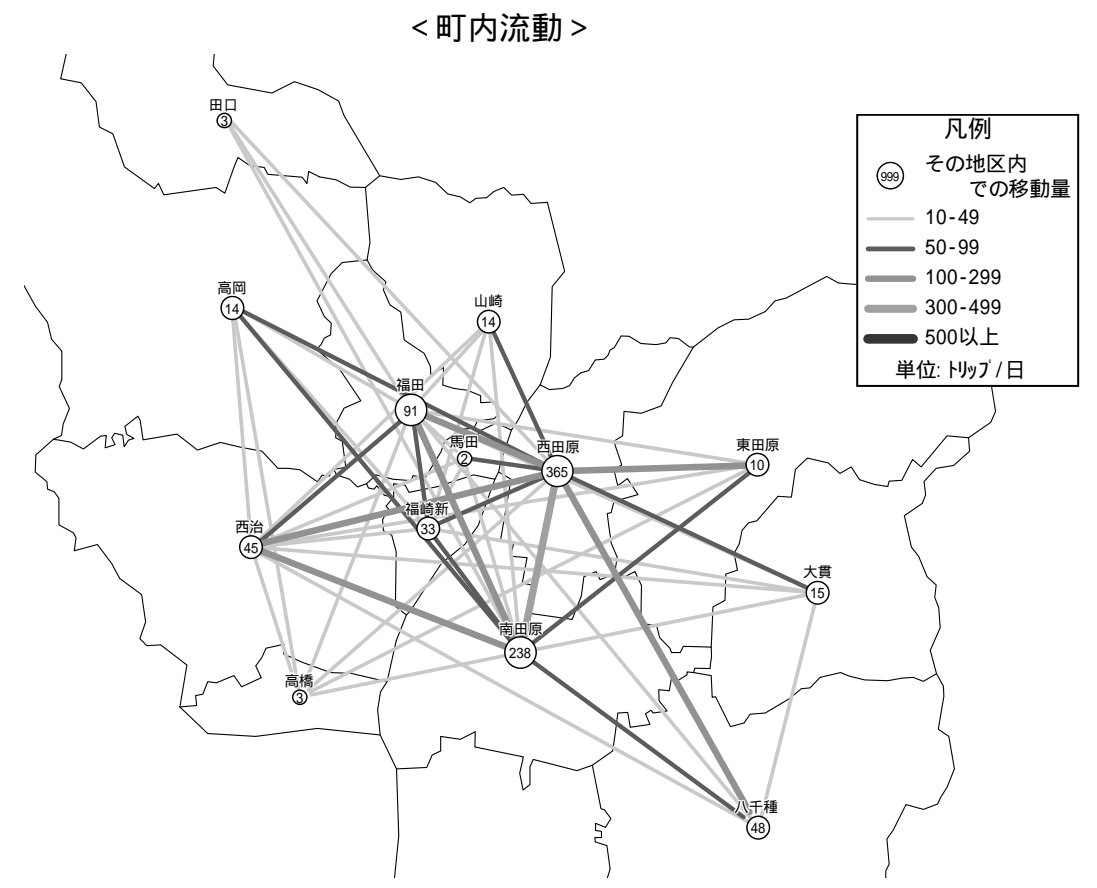 <町内流動>
田口
3
凡例
999
その地区内
での移動量
10-49
50-99
100-299
300-499
500以上
単位:トリップ/日
高岡
14
山崎
14
福田
91
馬田
2
西田原
365
東田原
10
福崎新
33
西治
45
大貫
15
南田原
238
高橋
3
八千種
48